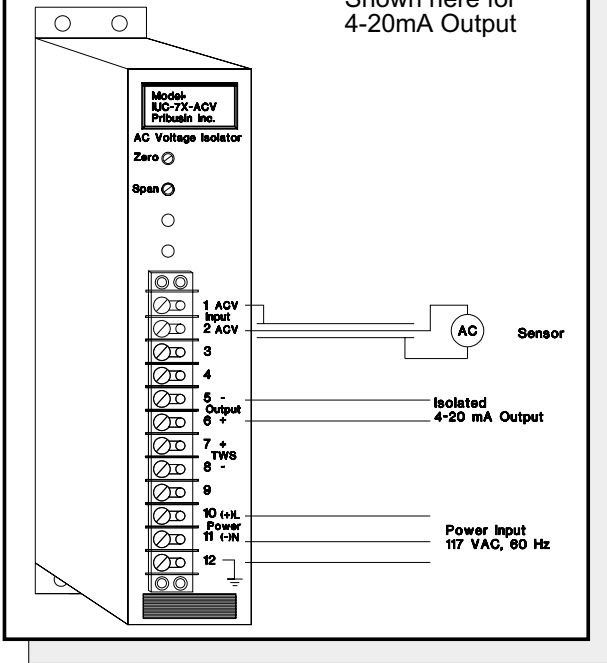 Shown here for
4-20mA Output
Model-
IUC-7X-ACV
Pribusin Inc.
AC Voltage Isolator
Zero
Span
1 ACV
Input
2 ACV
3
4
5 -
Output
6 +
7 +
TWS
8 -
9
10 (+)L
Power
11 (-)N
12
AC
Sensor
Isolated
4-20 mA Output
Power Input
117 VAC, 60 Hz